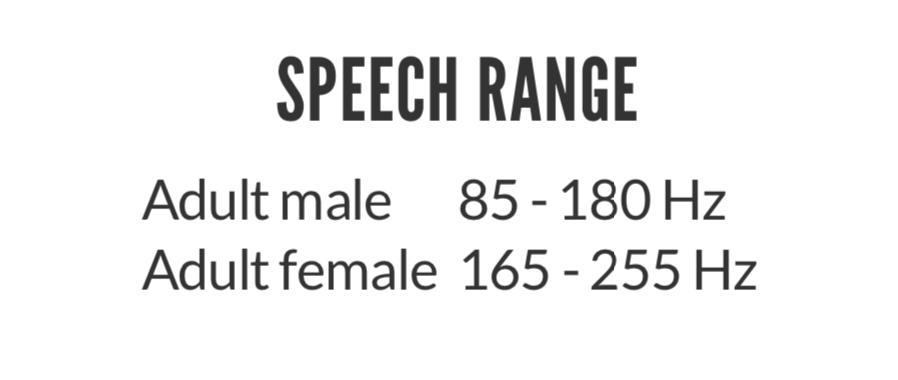 SPEECH RANGE
Adult male 85 - 180 Hz
Adult female 165 - 255 Hz